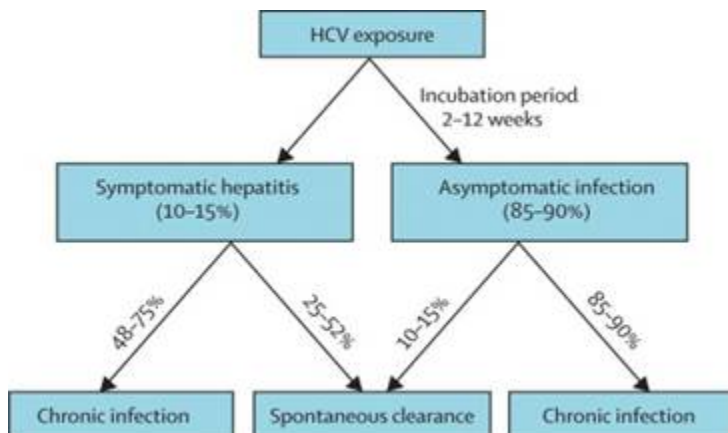 HCV exposure
Incubation period
2–12 weeks
Symptomatic hepatitis
(10–15%)
Asymptomatic infection
(85–90%)
48–75%
25–52%
10–15%
85–90%
Chronic infection
Spontaneous clearance
Chronic infection